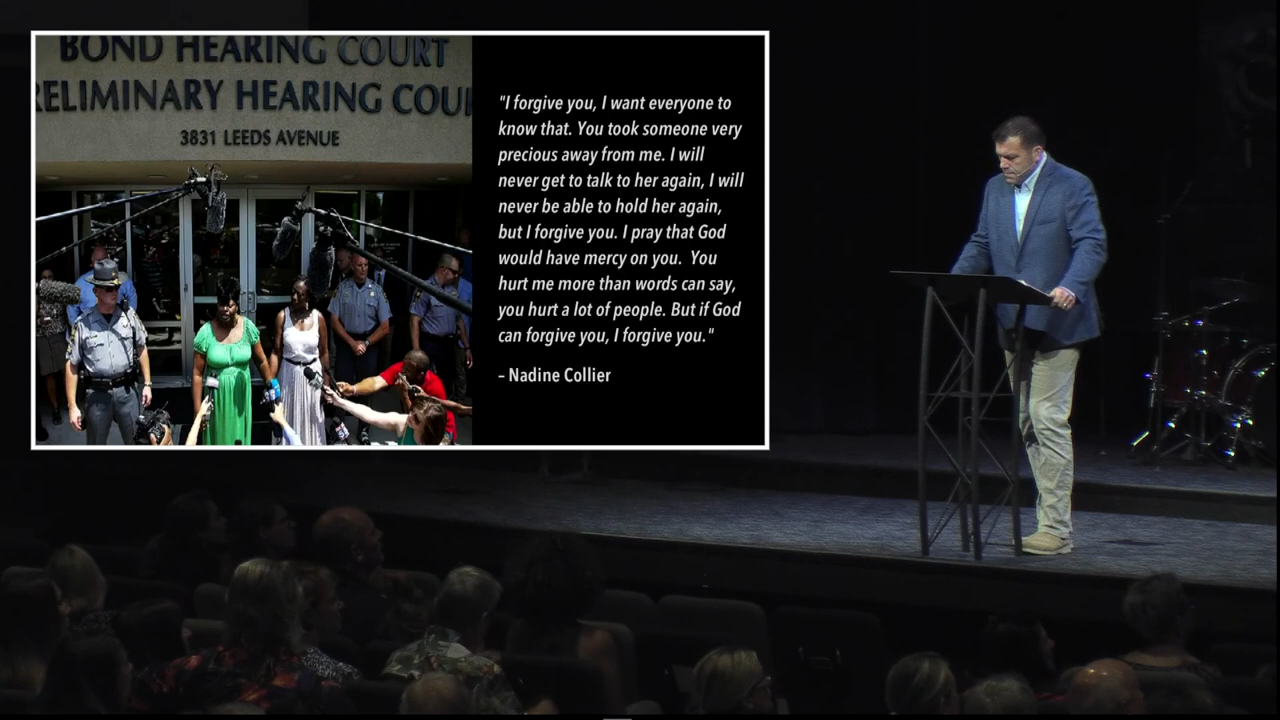 BOND HEARING COURT
RELIMINARY HEARING COU
3831 LEEDS AVENUE
"I forgive you, I want everyone to
know that. You took someone very
precious away from me. I will
never get to talk to her again, I will
never be able to hold her again,
but I forgive you. I pray that God
would have mercy on you.  You
hurt me more than words can say,
you hurt a lot of people. But if God
can forgive you, I forgive you."
– Nadine Collier